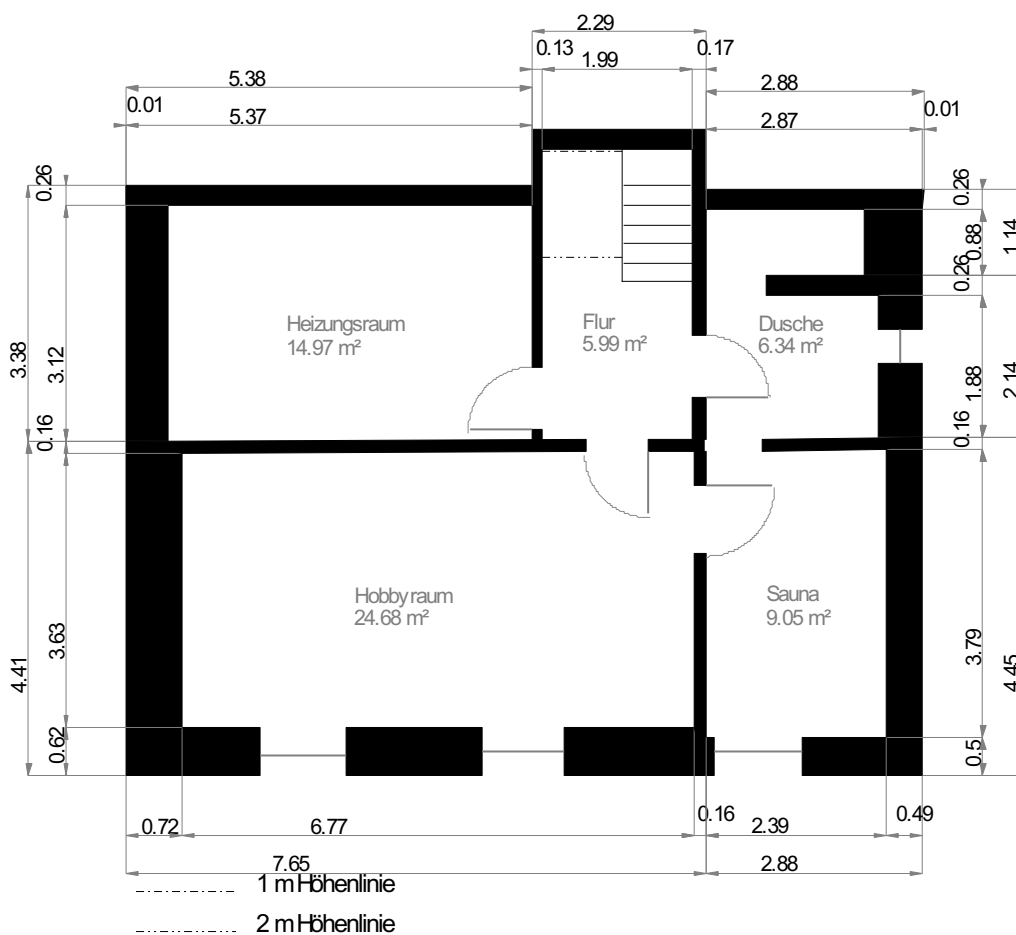 2.29
0.13 1.99 0.17
5.38
2.88
0.01
5.37
2.87
0.01
0.26
0.26
0.88
1.14
0.26
Heizungsraum
14.97 m²
Flur
5.99 m²
Dusche
6.34 m²
3.38
3.12
1.88
2.14
0.16
0.16
Hobbyraum
24.68 m²
Sauna
9.05 m²
4.41
3.63
3.79
4.45
0.62
0.5
0.72
6.77
0.16
2.39
0.49
7.65
2.88
1 m Höhenlinie
2 m Höhenlinie